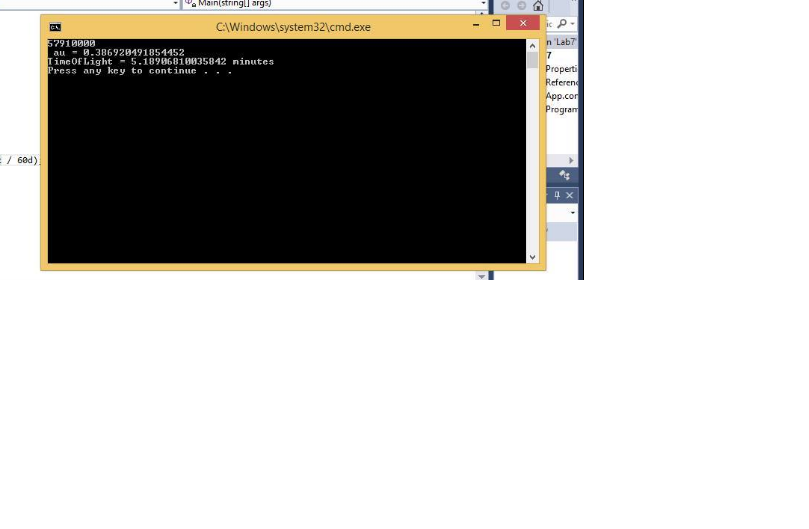 Main(string[] args)
C:\Windows\system32\cmd.exe
57910000
au = 0.386920491854452
TimeOfLight = 5.18906810035842 minutes
Press any key to continue . . .
/ 60d);
ic
n 'Lab7'
7
Properti
Referenc
App.con
Program